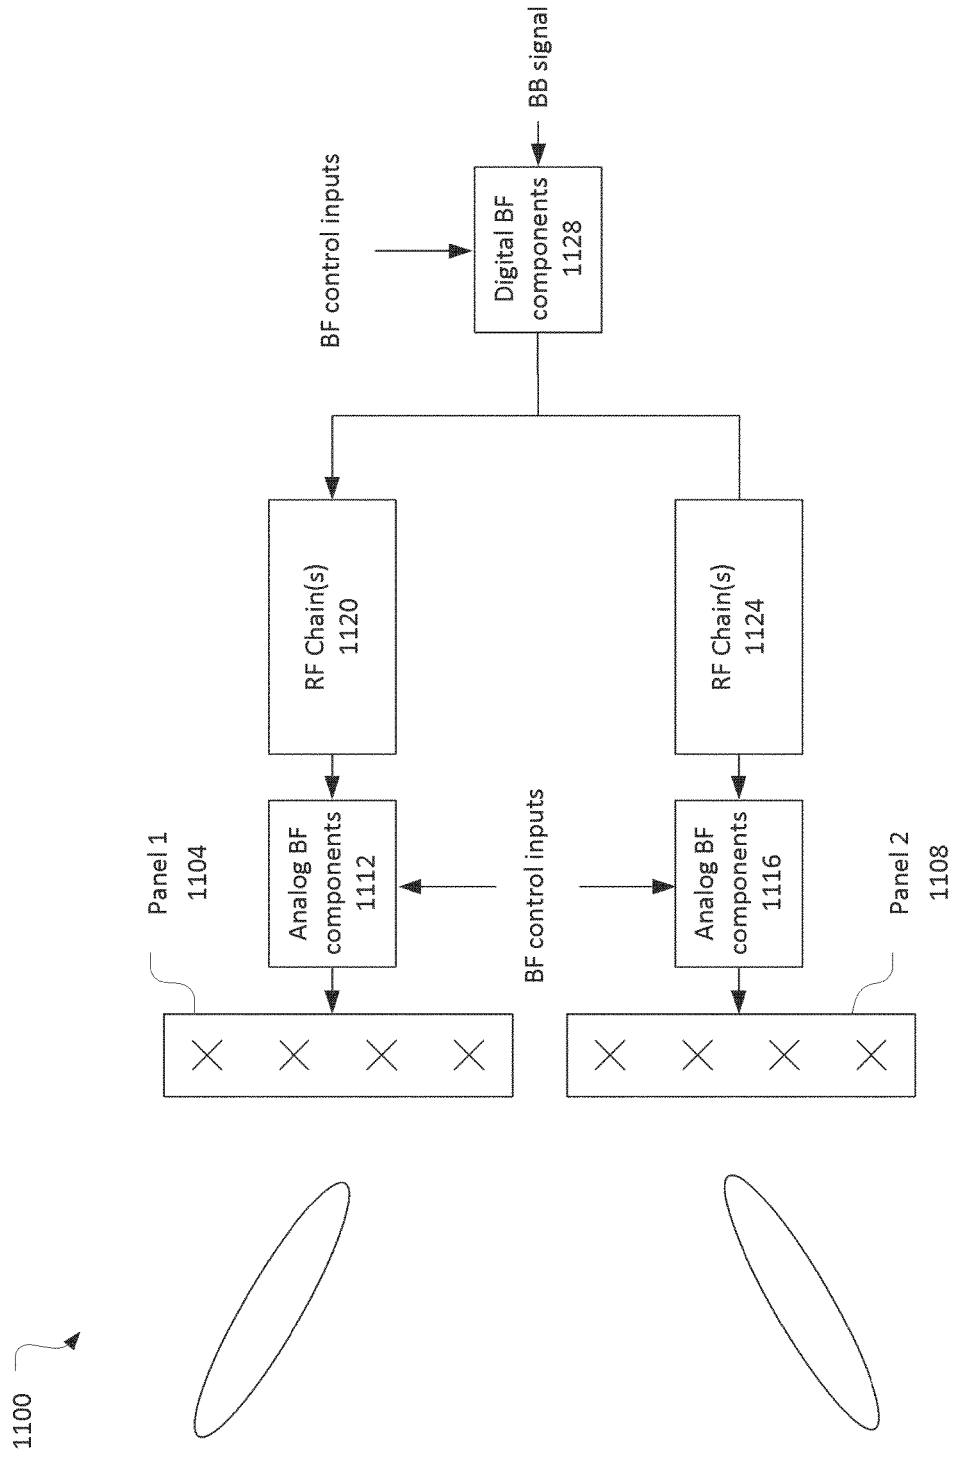 1100
Panel 1
1104
Analog BF
components
1112
RF Chain(s)
1120
BF control inputs
BF control inputs
Digital BF
components
1128
BB signal
Analog BF
components
1116
RF Chain(s)
1124
Panel 2
1108